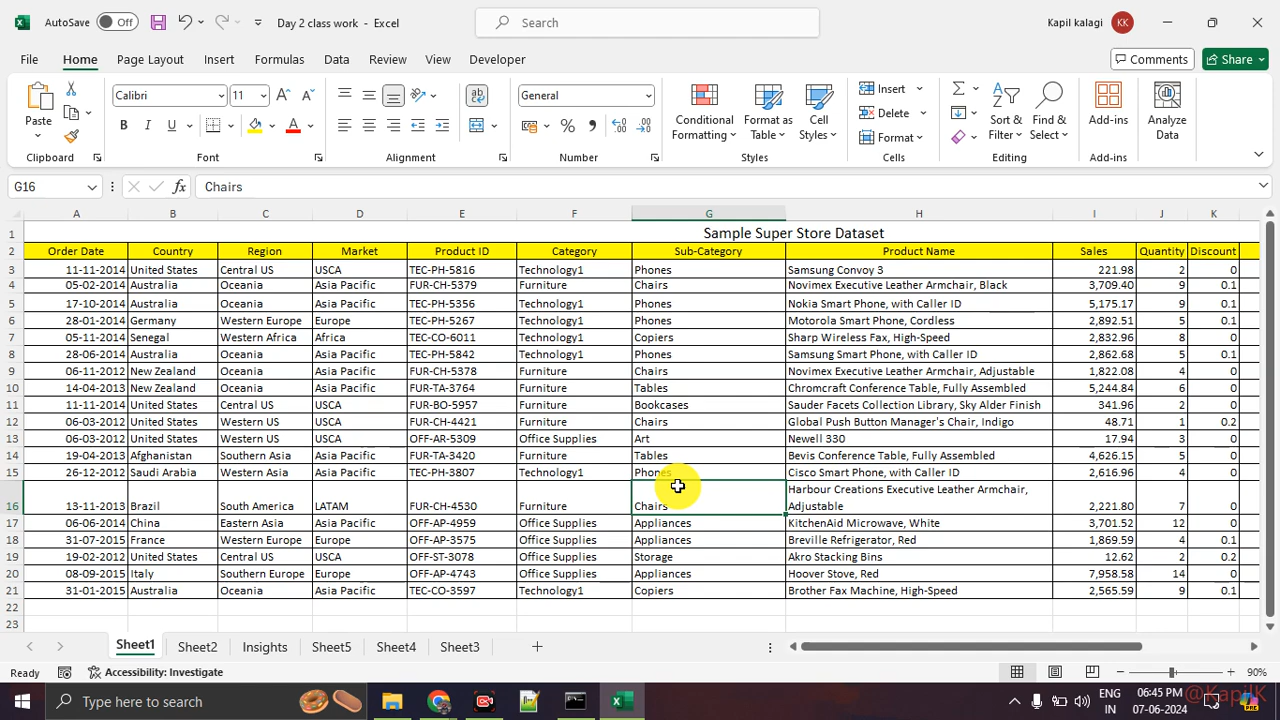 AutoSave Off Day 2 class work - Excel Search Kapil kalagi KK
File Home Page Layout Insert Formulas Data Review View Developer Comments Share
Paste Calibri 11 General Conditional Formatting Format as Table Cell Styles Insert Delete Format Sort & Filter Find & Select Add-ins Analyze Data
Clipboard Font Alignment Number Styles Cells Editing Add-ins
G16 fx Chairs
A B C D E F G H I J K
1 Sample Super Store Dataset
2 Order Date Country Region Market Product ID Category Sub-Category Product Name Sales Quantity Discount
3 11-11-2014 United States Central US USCA TEC-PH-5816 Technology1 Phones Samsung Convoy 3 221.98 2 0
4 05-02-2014 Australia Oceania Asia Pacific FUR-CH-5379 Furniture Chairs Novimex Executive Leather Armchair, Black 3,709.40 9 0.1
5 17-10-2014 Australia Oceania Asia Pacific TEC-PH-5356 Technology1 Phones Nokia Smart Phone, with Caller ID 5,175.17 9 0.1
6 28-01-2014 Germany Western Europe Europe TEC-PH-5267 Technology1 Phones Motorola Smart Phone, Cordless 2,892.51 5 0.1
7 05-11-2014 Senegal Western Africa Africa TEC-CO-6011 Technology1 Copiers Sharp Wireless Fax, High-Speed 2,832.96 8 0
8 28-06-2014 Australia Oceania Asia Pacific TEC-PH-5842 Technology1 Phones Samsung Smart Phone, with Caller ID 2,862.68 5 0.1
9 06-11-2012 New Zealand Oceania Asia Pacific FUR-CH-5378 Furniture Chairs Novimex Executive Leather Armchair, Adjustable 1,822.08 4 0
10 14-04-2013 New Zealand Oceania Asia Pacific FUR-TA-3764 Furniture Tables Chromcraft Conference Table, Fully Assembled 5,244.84 6 0
11 11-11-2014 United States Central US USCA FUR-BO-5957 Furniture Bookcases Sauder Facets Collection Library, Sky Alder Finish 341.96 2 0
12 06-03-2012 United States Western US USCA FUR-CH-4421 Furniture Chairs Global Push Button Manager's Chair, Indigo 48.71 1 0.2
13 06-03-2012 United States Western US USCA OFF-AR-5309 Office Supplies Art Newell 330 17.94 3 0
14 19-04-2013 Afghanistan Southern Asia Asia Pacific FUR-TA-3420 Furniture Tables Bevis Conference Table, Fully Assembled 4,626.15 5 0
15 26-12-2012 Saudi Arabia Western Asia Asia Pacific TEC-PH-3807 Technology1 Phones Cisco Smart Phone, with Caller ID 2,616.96 4 0
Harbour Creations Executive Leather Armchair,
16 13-11-2013 Brazil South America LATAM FUR-CH-4530 Furniture Chairs Adjustable 2,221.80 7 0
17 06-06-2014 China Eastern Asia Asia Pacific OFF-AP-4959 Office Supplies Appliances KitchenAid Microwave, White 3,701.52 12 0
18 31-07-2015 France Western Europe Europe OFF-AP-3575 Office Supplies Appliances Breville Refrigerator, Red 1,869.59 4 0.1
19 19-02-2012 United States Central US USCA OFF-ST-3078 Office Supplies Storage Akro Stacking Bins 12.62 2 0.2
20 08-09-2015 Italy Southern Europe Europe OFF-AP-4743 Office Supplies Appliances Hoover Stove, Red 7,958.58 14 0
21 31-01-2015 Australia Oceania Asia Pacific TEC-CO-3597 Technology1 Copiers Brother Fax Machine, High-Speed 2,565.59 9 0.1
22
23
Sheet1 Sheet2 Insights Sheet5 Sheet4 Sheet3
Ready Accessibility: Investigate 90%
Type here to search ENG IN 06:45 PM 07-06-2024 @KapilK